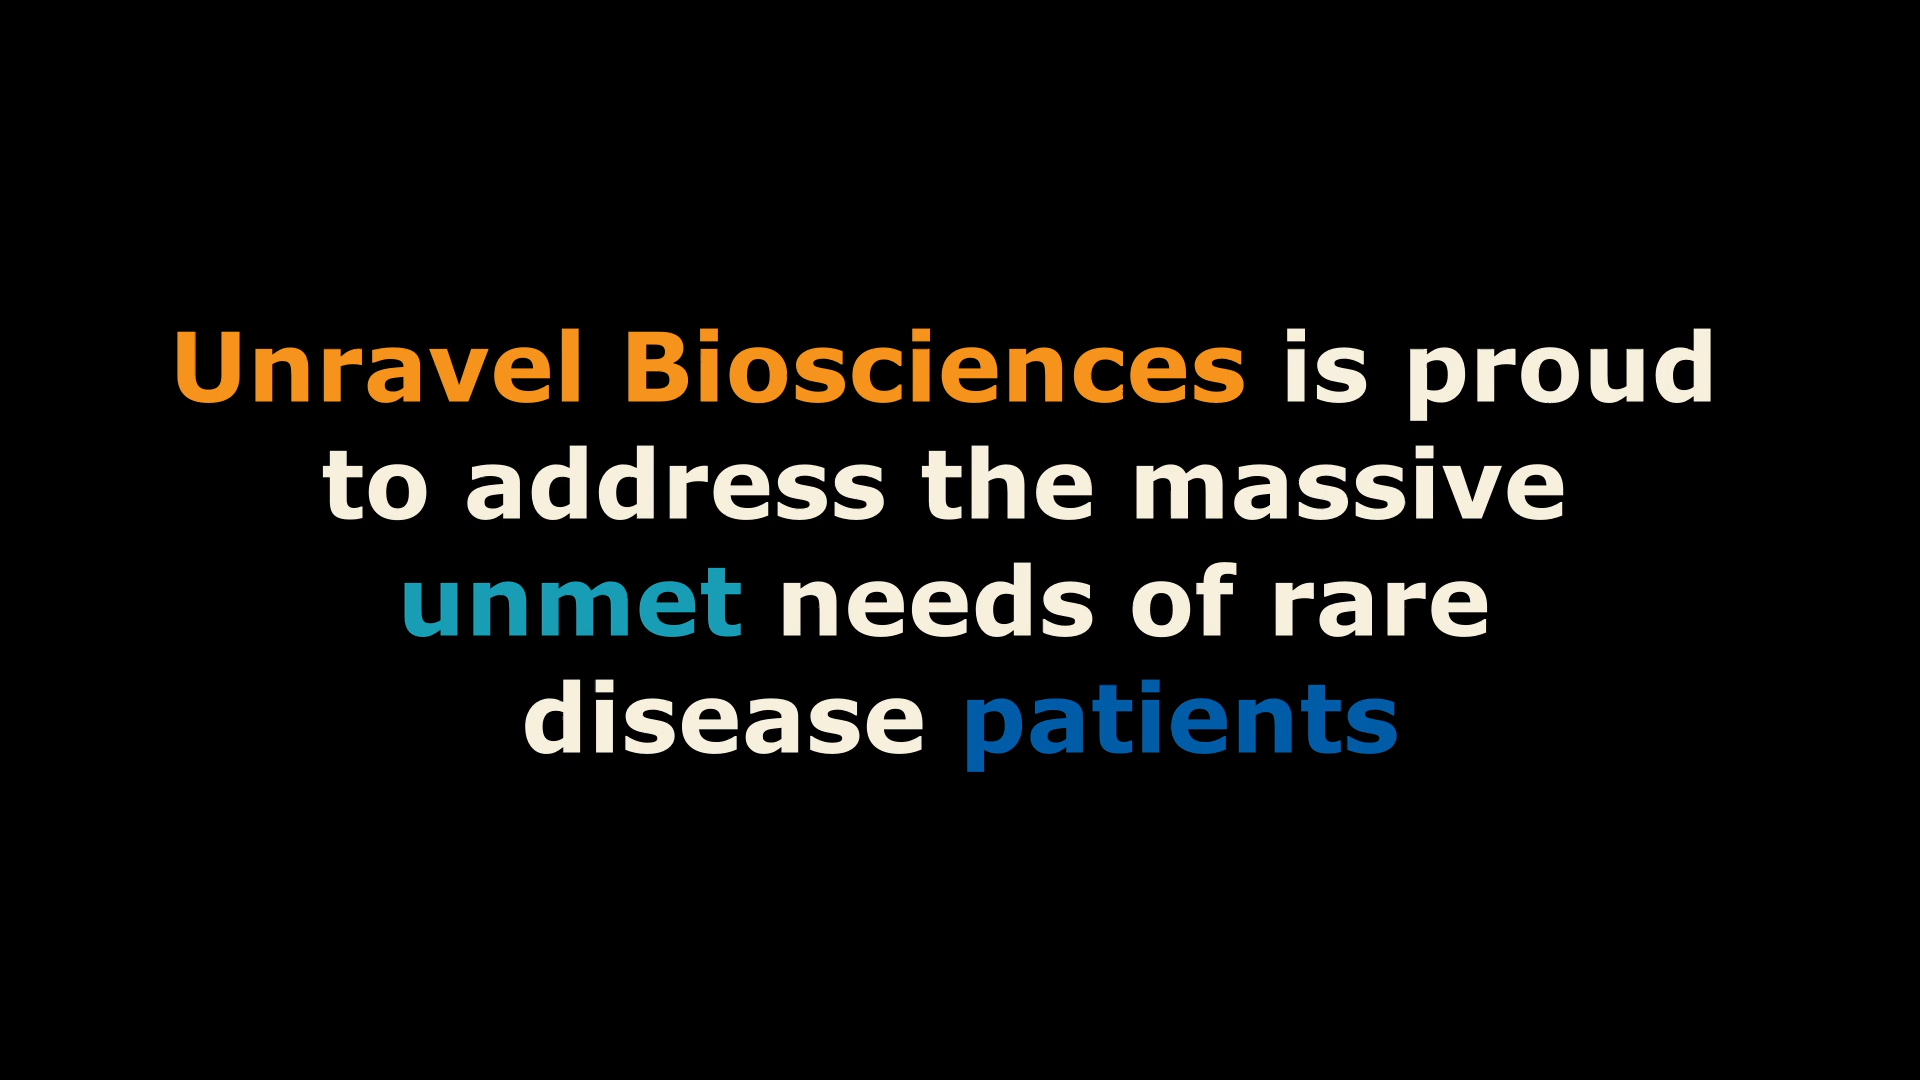 Unravel Biosciences is proud
to address the massive
unmet needs of rare
disease patients